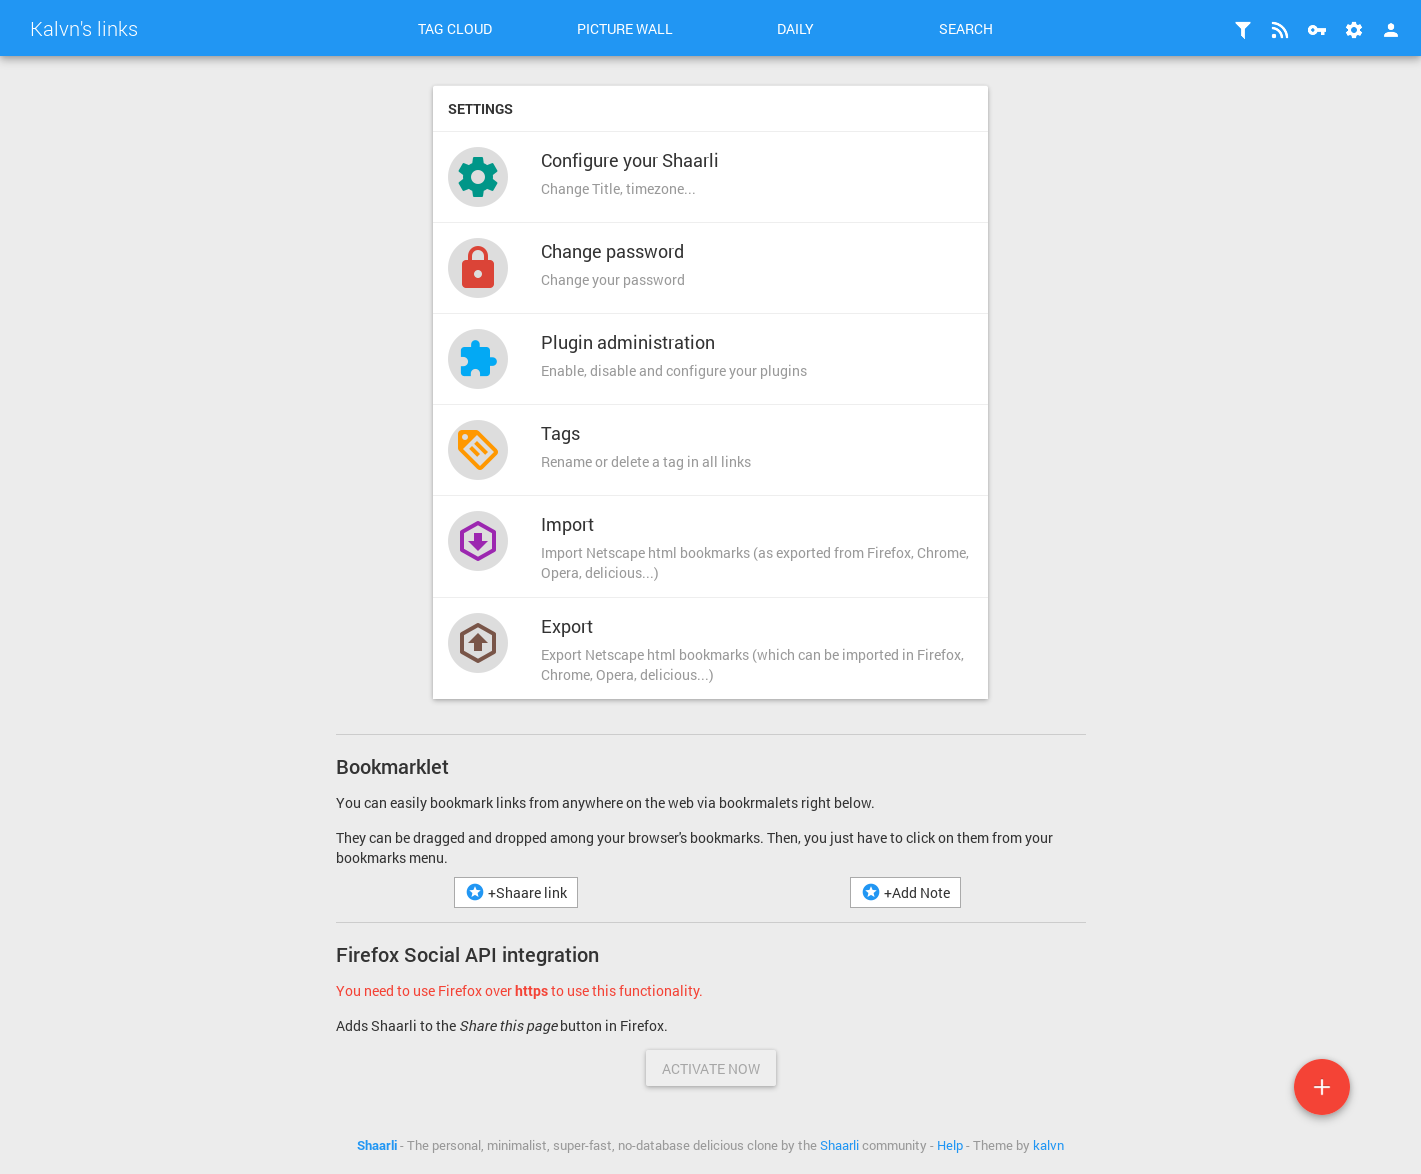 Kalvn's links
TAG CLOUD
PICTURE WALL
DAILY
SEARCH
SETTINGS
Configure your Shaarli
Change Title, timezone...
Change password
Change your password
Plugin administration
Enable, disable and configure your plugins
Tags
Rename or delete a tag in all links
Import
Import Netscape html bookmarks (as exported from Firefox, Chrome,
Opera, delicious...)
Export
Export Netscape html bookmarks (which can be imported in Firefox,
Chrome, Opera, delicious...)
Bookmarklet
You can easily bookmark links from anywhere on the web via bookrmalets right below.
They can be dragged and dropped among your browser's bookmarks. Then, you just have to click on them from your
bookmarks menu.
+Shaare link
+Add Note
Firefox Social API integration
You need to use Firefox over https to use this functionality.
Adds Shaarli to the Share this page button in Firefox.
ACTIVATE NOW
Shaarli - The personal, minimalist, super-fast, no-database delicious clone by the Shaarli community - Help - Theme by kalvn